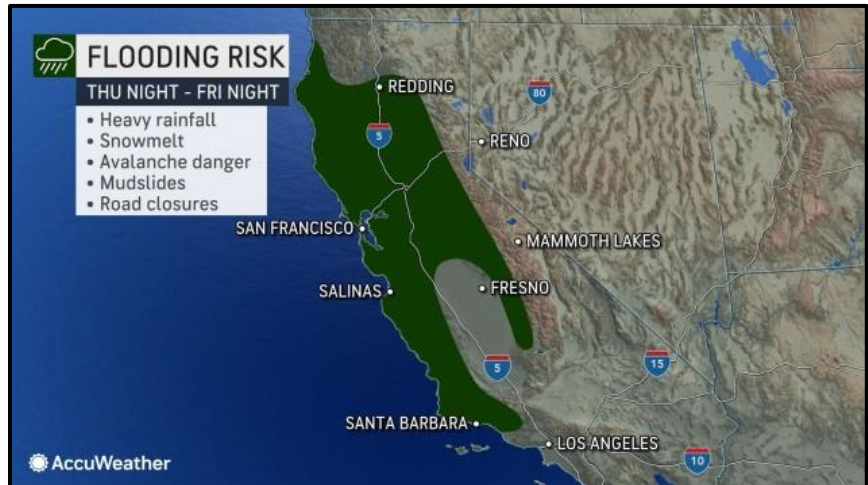 FLOODING RISK
THU NIGHT - FRI NIGHT
• Heavy rainfall
• Snowmelt
• Avalanche danger
• Mudslides
• Road closures
REDDING
80
5
RENO
SAN FRANCISCO
MAMMOTH LAKES
SALINAS
FRESNO
5
15
SANTA BARBARA
LOS ANGELES
10
AccuWeather